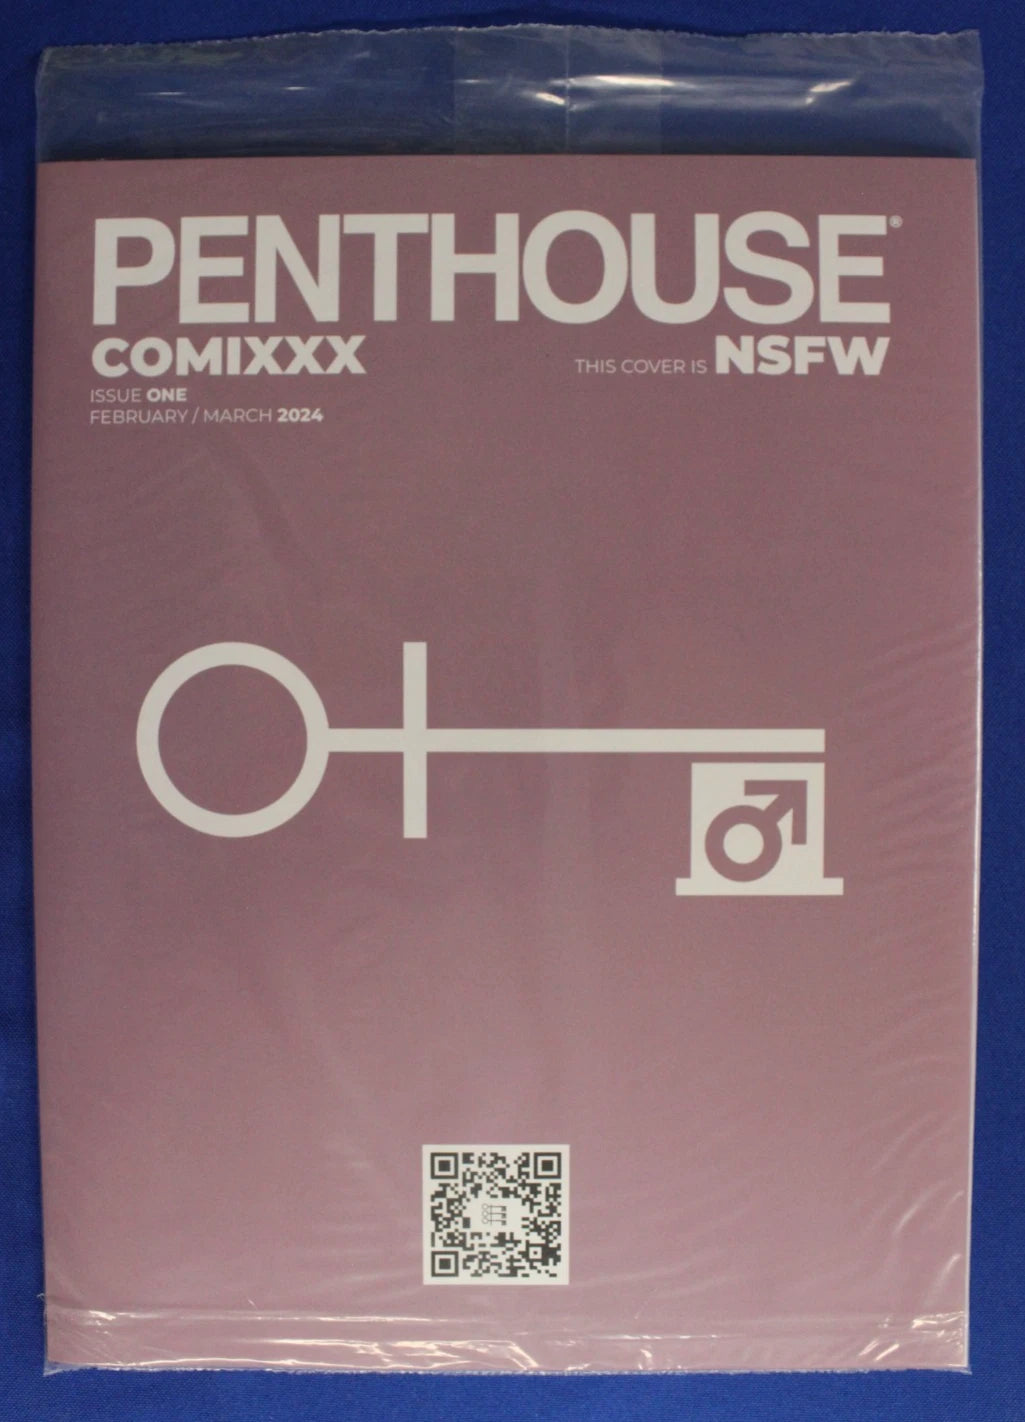 PENTHOUSE®
COMIXXX
THIS COVER IS NSFW
ISSUE ONE
FEBRUARY / MARCH 2024